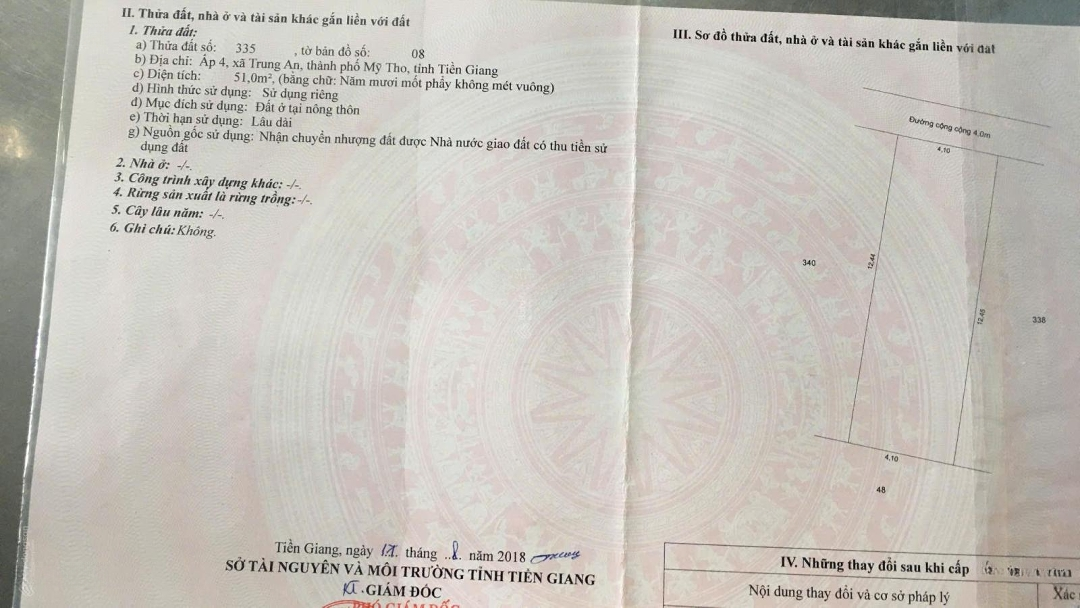 II. Thửa đất, nhà ở và tài sản khác gắn liền với đất
1. Thửa đất:
a) Thửa đất số: 335 , tờ bản đồ số: 08
b) Địa chỉ: Ấp 4, xã Trung An, thành phố Mỹ Tho, tỉnh Tiền Giang
c) Diện tích: 51,0m², (bằng chữ: Năm mươi mốt phẩy không mét vuông)
d) Hình thức sử dụng: Sử dụng riêng
đ) Mục đích sử dụng: Đất ở tại nông thôn
e) Thời hạn sử dụng: Lâu dài
g) Nguồn gốc sử dụng: Nhận chuyển nhượng đất được Nhà nước giao đất có thu tiền sử
dụng đất
2. Nhà ở: -/-.
3. Công trình xây dựng khác: -/-.
4. Rừng sản xuất là rừng trồng: -/-.
5. Cây lâu năm: -/-.
6. Ghi chú: Không.
Tiền Giang, ngày tháng 8 năm 2018
SỞ TÀI NGUYÊN VÀ MÔI TRƯỜNG TỈNH TIỀN GIANG
KT. GIÁM ĐỐC
PHÓ GIÁM ĐỐC
III. Sơ đồ thửa đất, nhà ở và tài sản khác gắn liền với đất
Đường công cộng 4.0m
4.10
340
12.44
12.45
338
4.10
48
IV. Những thay đổi sau khi cấp
Nội dung thay đổi và cơ sở pháp lý
Xác